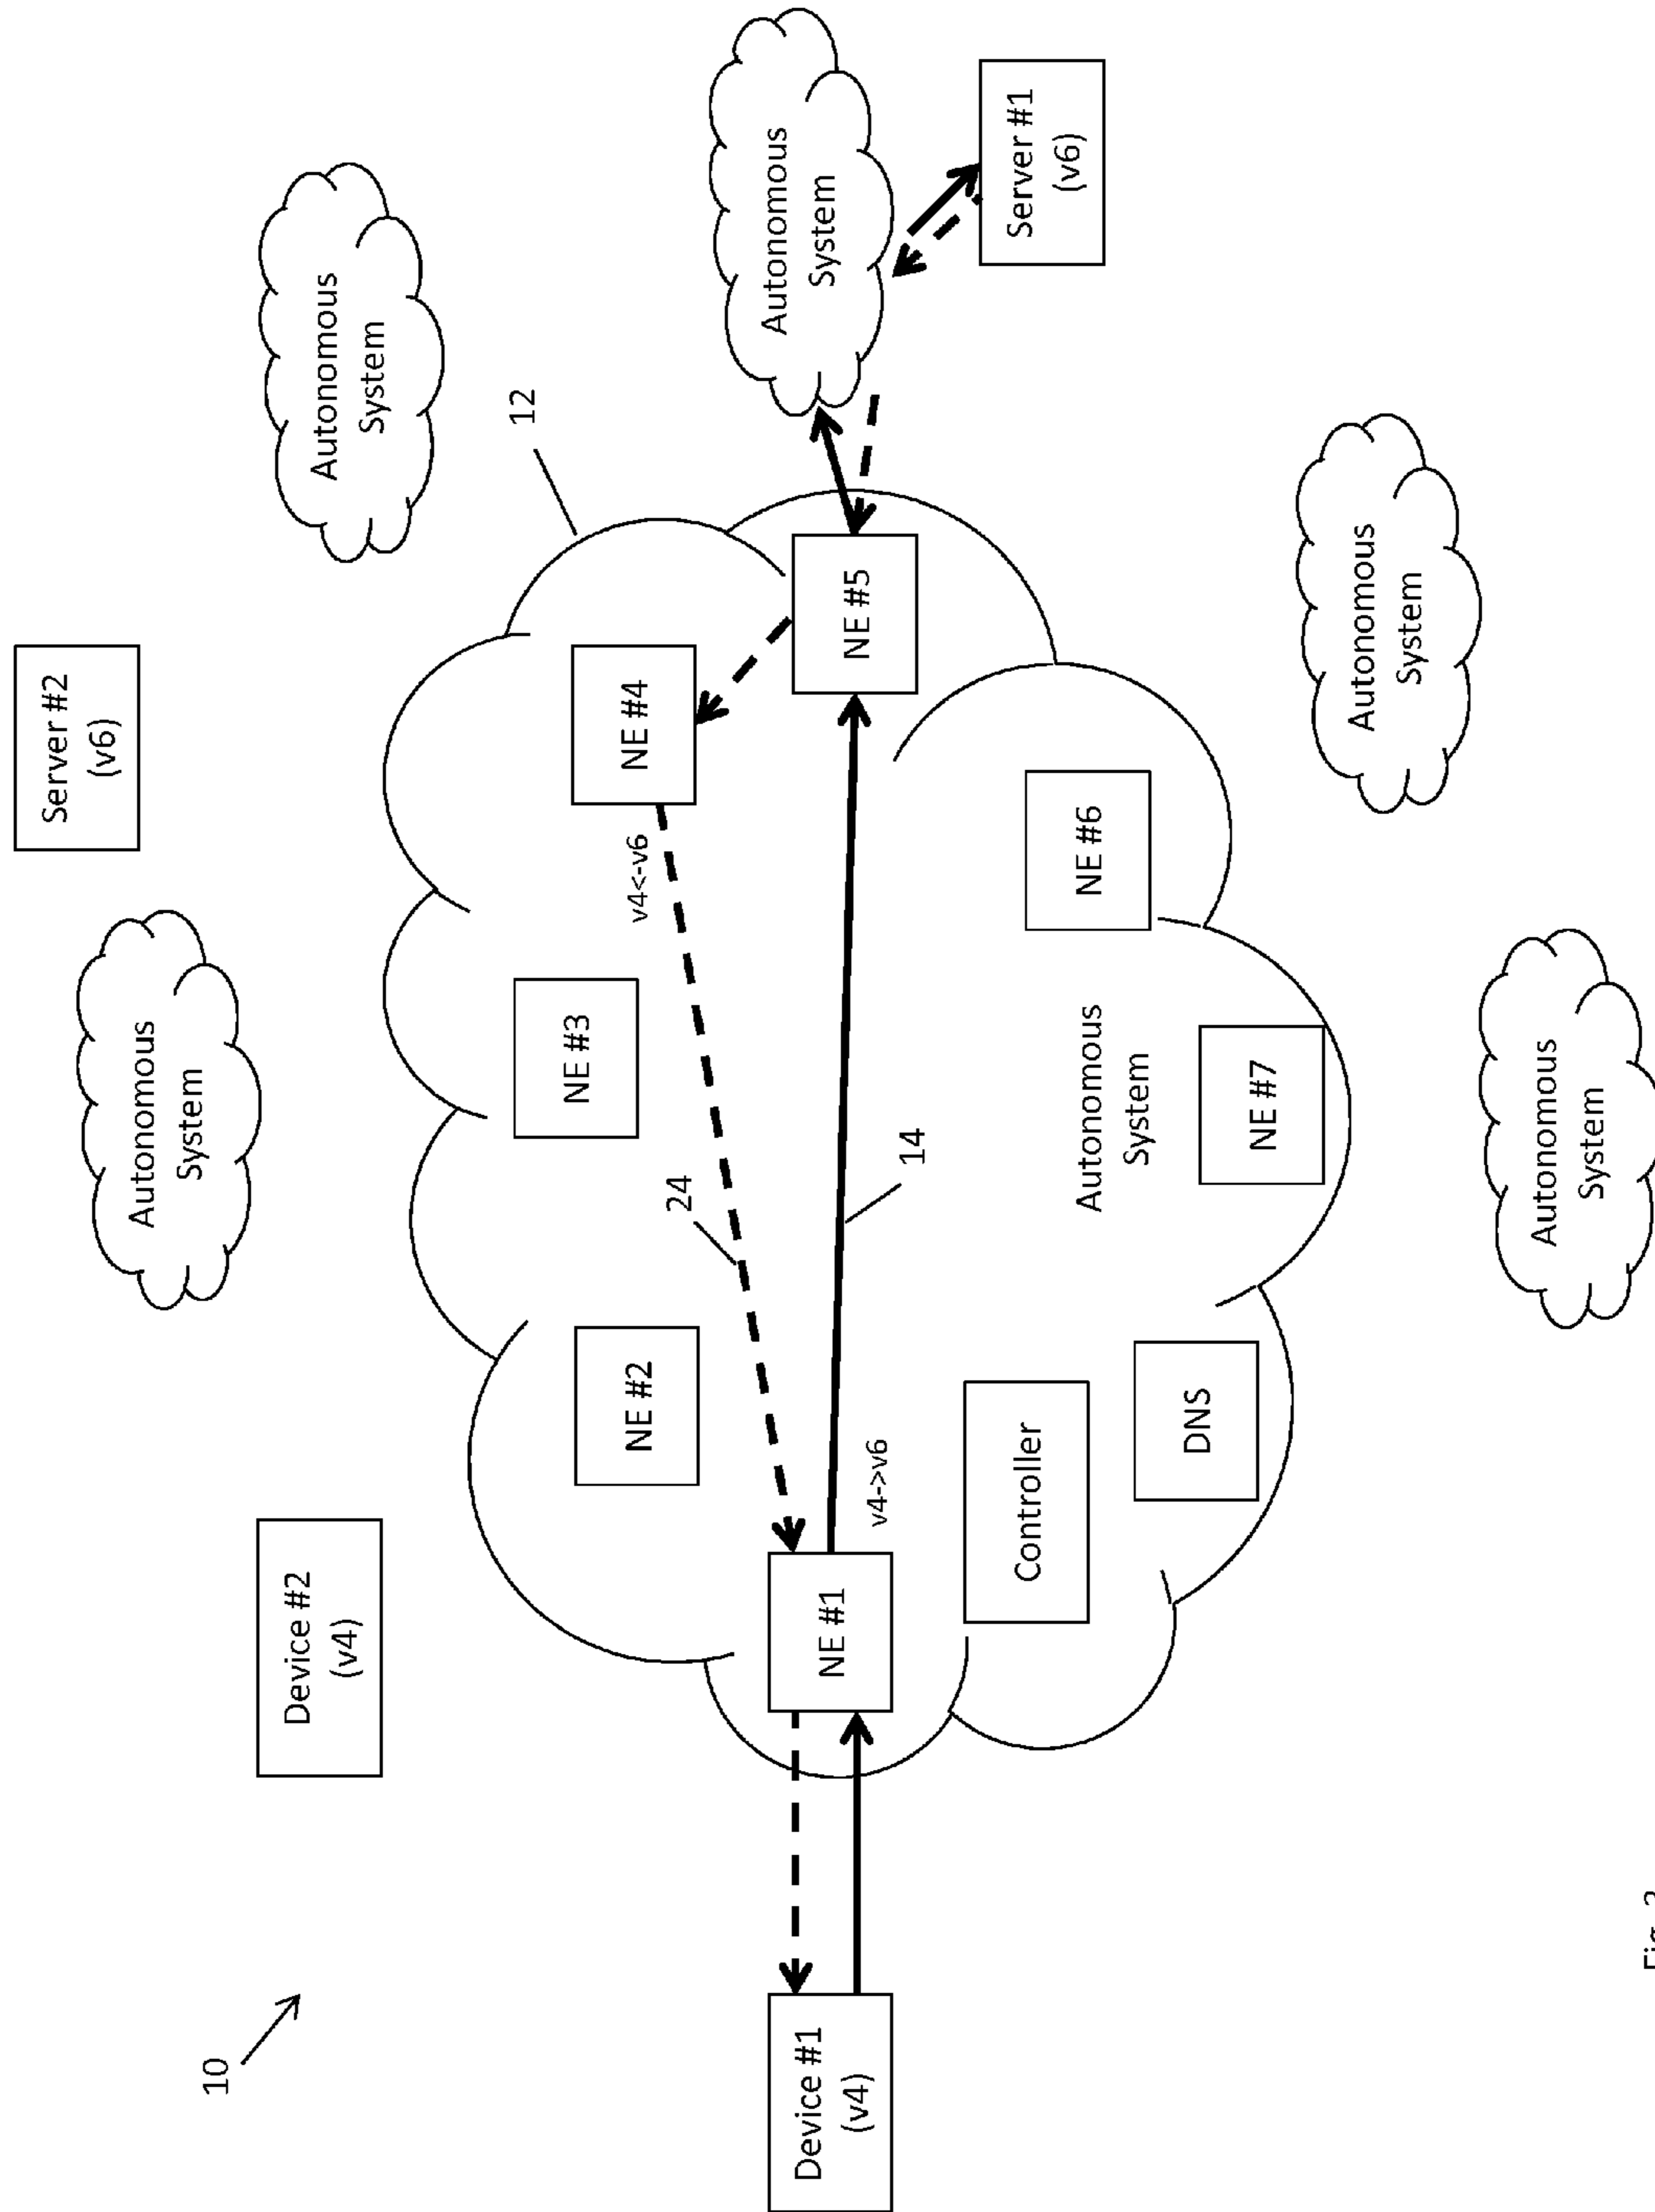 Server #2
(v6)
Autonomous
System
10
Device #2
(v4)
Autonomous
System
12
NE #3
NE #2
NE #4
v4<-v6
24
Autonomous
System
Device #1
(v4)
NE #1
NE #5
v4->v6
14
Server #1
(v6)
Controller
NE #6
Autonomous
System
DNS
NE #7
Autonomous
System
Autonomous
System
Fig.